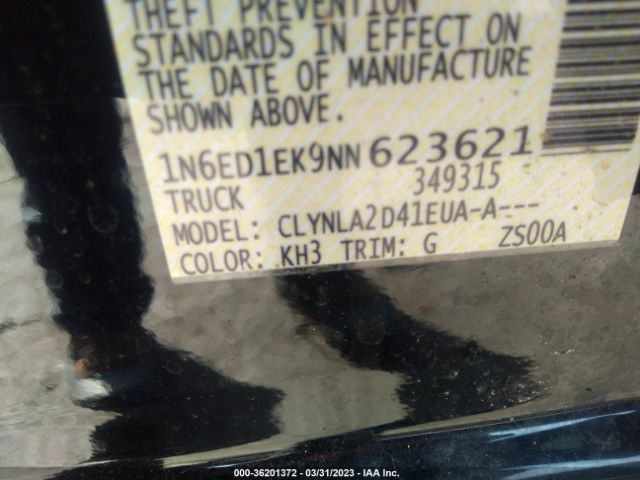 THEFT PREVENTION
STANDARDS IN EFFECT ON
THE DATE OF MANUFACTURE
SHOWN ABOVE.
1N6ED1EK9NN623621
TRUCK 349315
MODEL: CLYNLA2D41EUA-A---
COLOR: KH3 TRIM: G ZS00A
000-36201372 - 03/31/2023 - IAA Inc.